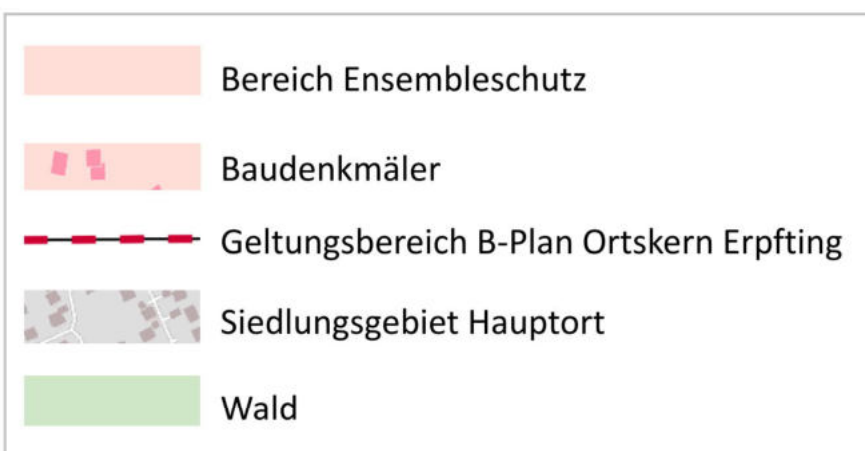 Bereich Ensembleschutz
Baudenkmäler
Geltungsbereich B-Plan Ortskern Erpfting
Siedlungsgebiet Hauptort
Wald